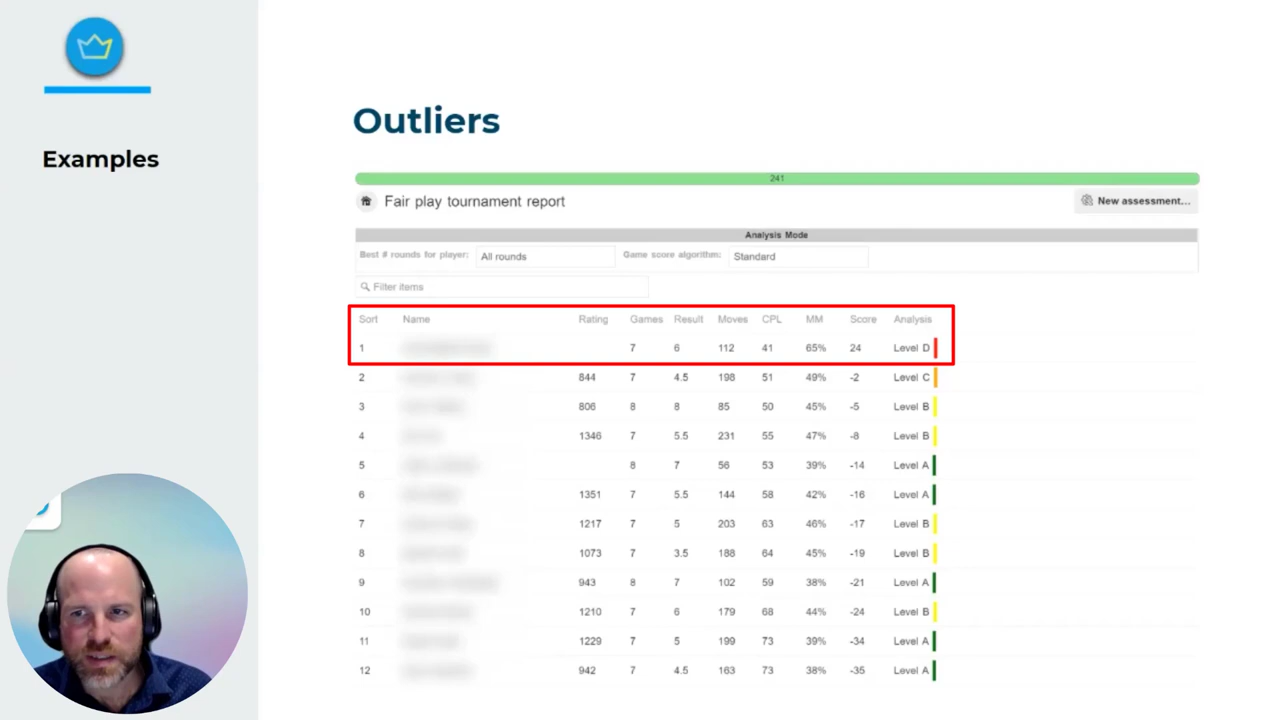 Examples
Outliers
241
Fair play tournament report
New assessment...
Analysis Mode
Best # rounds for player: All rounds Game score algorithm: Standard
Filter items
Sort Name Rating Games Result Moves CPL MM Score Analysis
1 7 6 112 41 65% 24 Level D
2 844 7 4.5 198 51 49% -2 Level C
3 806 8 8 85 50 45% -5 Level B
4 1346 7 5.5 231 55 47% -8 Level B
5 8 7 56 53 39% -14 Level A
6 1351 7 5.5 144 58 42% -16 Level A
7 1217 7 5 203 63 46% -17 Level B
8 1073 7 3.5 188 64 45% -19 Level B
9 943 8 7 102 59 38% -21 Level A
10 1210 7 6 179 68 44% -24 Level B
11 1229 7 5 199 73 39% -34 Level A
12 942 7 4.5 163 73 38% -35 Level A